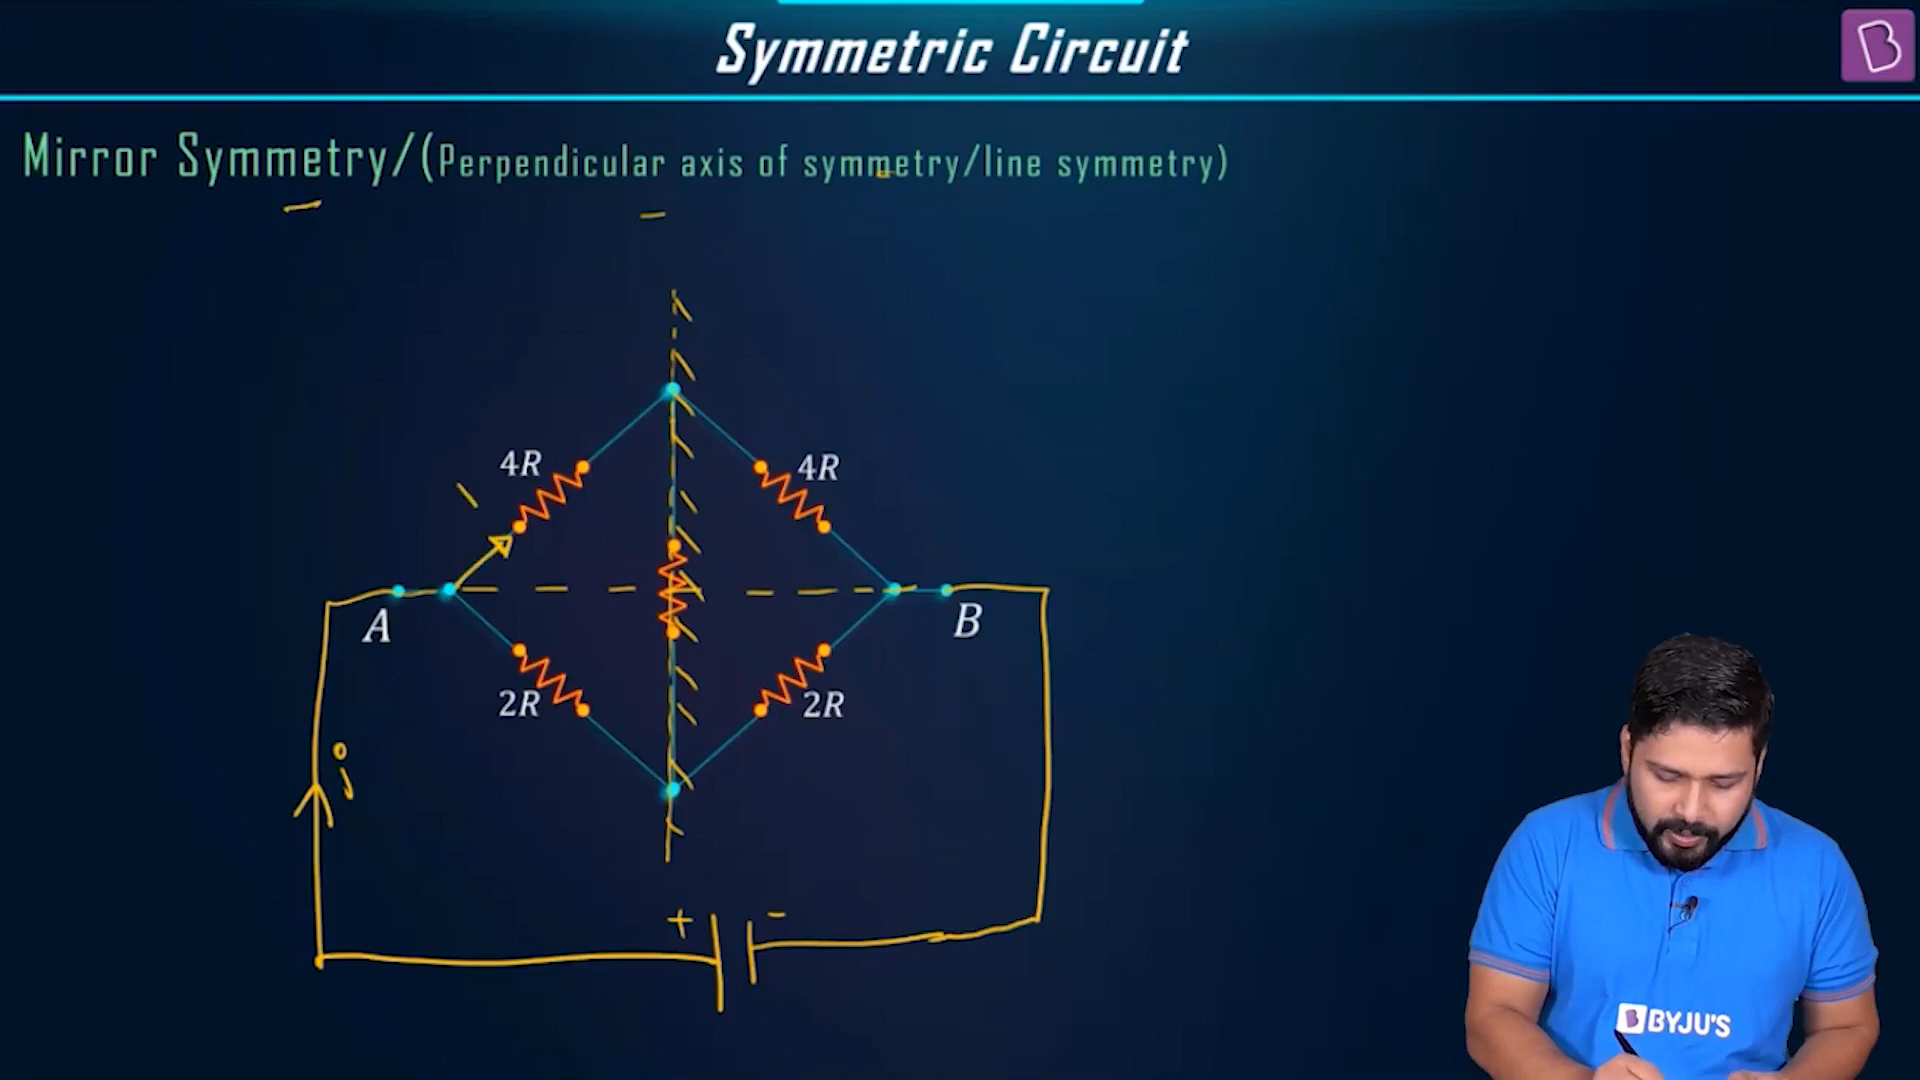 Symmetric Circuit
B
Mirror Symmetry/(Perpendicular axis of symmetry/line symmetry)
4R
4R
A
B
2R
2R
i
+ -
BYJU'S